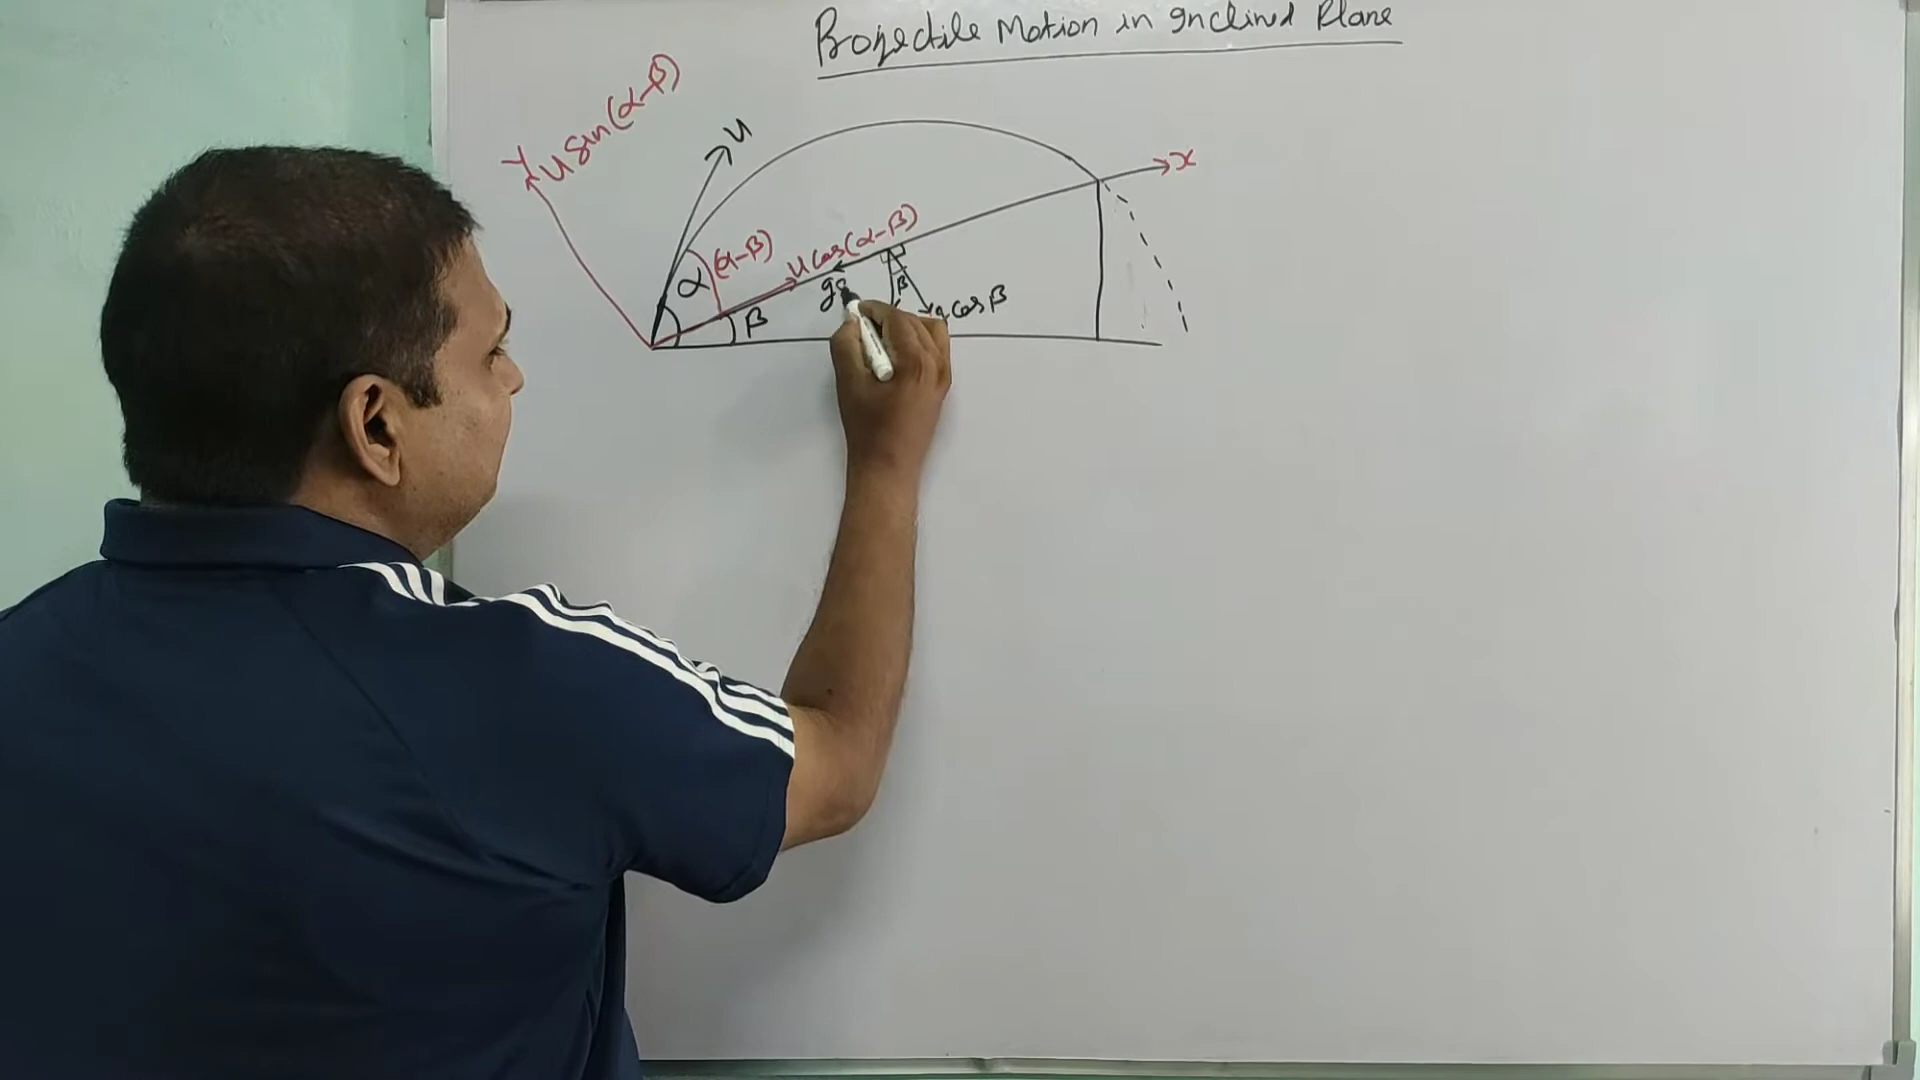 Projectile Motion in Inclined Plane
y
u sin(α-β)
u
x
(α-β)
u cos(α-β)
α
β
g
β
g cos β